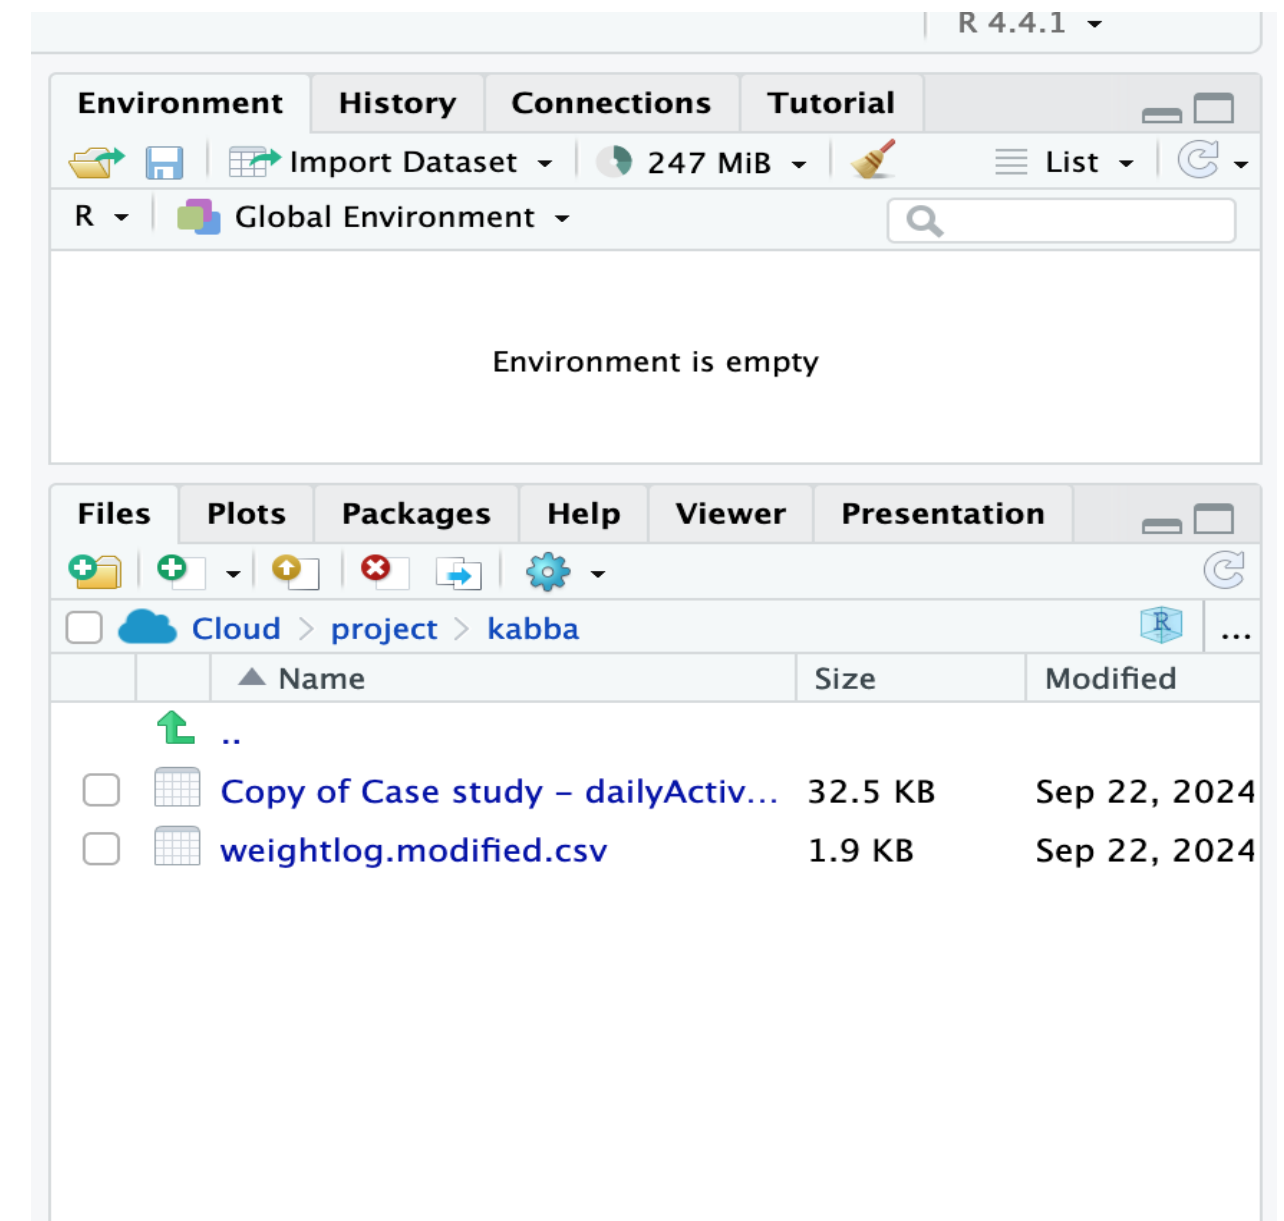 R 4.4.1
Environment History Connections Tutorial
Import Dataset 247 MiB List
R Global Environment
Environment is empty
Files Plots Packages Help Viewer Presentation
Cloud > project > kabba R ...
Name Size Modified
..
Copy of Case study – dailyActiv... 32.5 KB Sep 22, 2024
weightlog.modified.csv 1.9 KB Sep 22, 2024